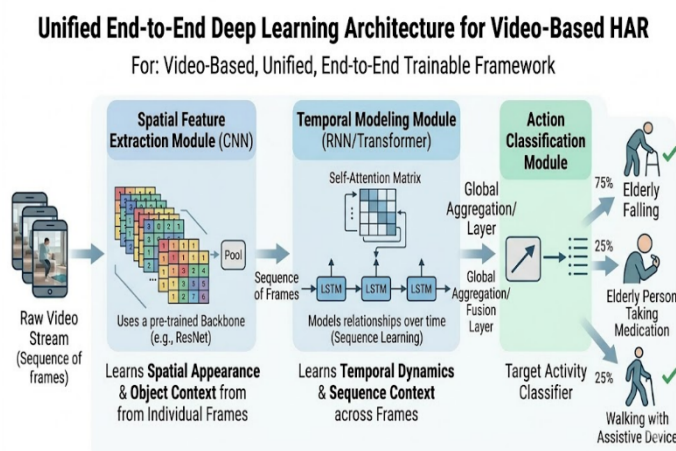 Unified End-to-End Deep Learning Architecture for Video-Based HAR
For: Video-Based, Unified, End-to-End Trainable Framework
Raw Video
Stream
(Sequence of
frames)
Spatial Feature
Extraction Module (CNN)
Pool
Uses a pre-trained Backbone
(e.g., ResNet)
Learns Spatial Appearance
& Object Context from
from Individual Frames
Sequence
of Frames
Temporal Modeling Module
(RNN/Transformer)
Self-Attention Matrix
LSTM
LSTM
LSTM
Models relationships over time
(Sequence Learning)
Learns Temporal Dynamics
& Sequence Context
across Frames
Global
Aggregation/
Layer
Global
Aggregation/
Fusion Layer
Action
Classification
Module
Target Activity
Classifier
75%
Elderly
Falling
25%
Elderly Person
Taking
Medication
25%
Walking with
Assistive Device